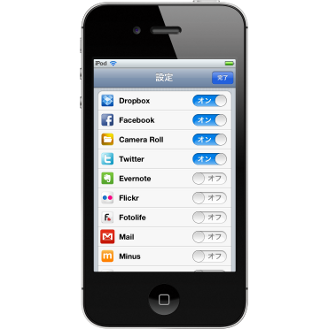 iPod
設定
完了
Dropbox オン
Facebook オン
Camera Roll オン
Twitter オン
Evernote オフ
Flickr オフ
Fotolife オフ
Mail オフ
Minus オフ